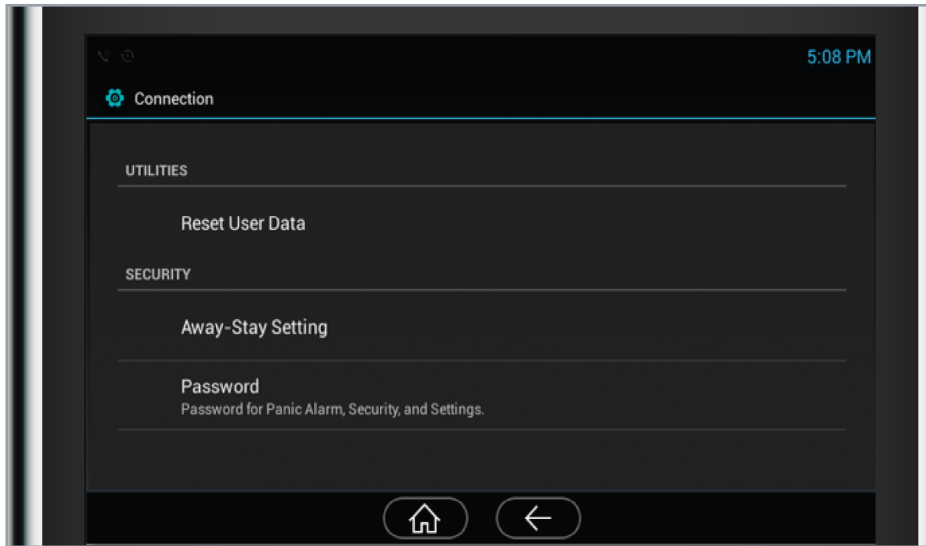 5:08 PM
Connection
UTILITIES
Reset User Data
SECURITY
Away-Stay Setting
Password
Password for Panic Alarm, Security, and Settings.